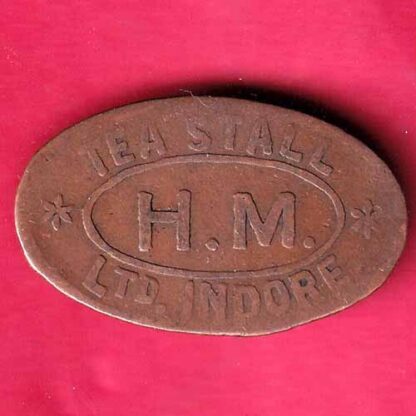 TEA STALL
H.M.
LTD. INDORE